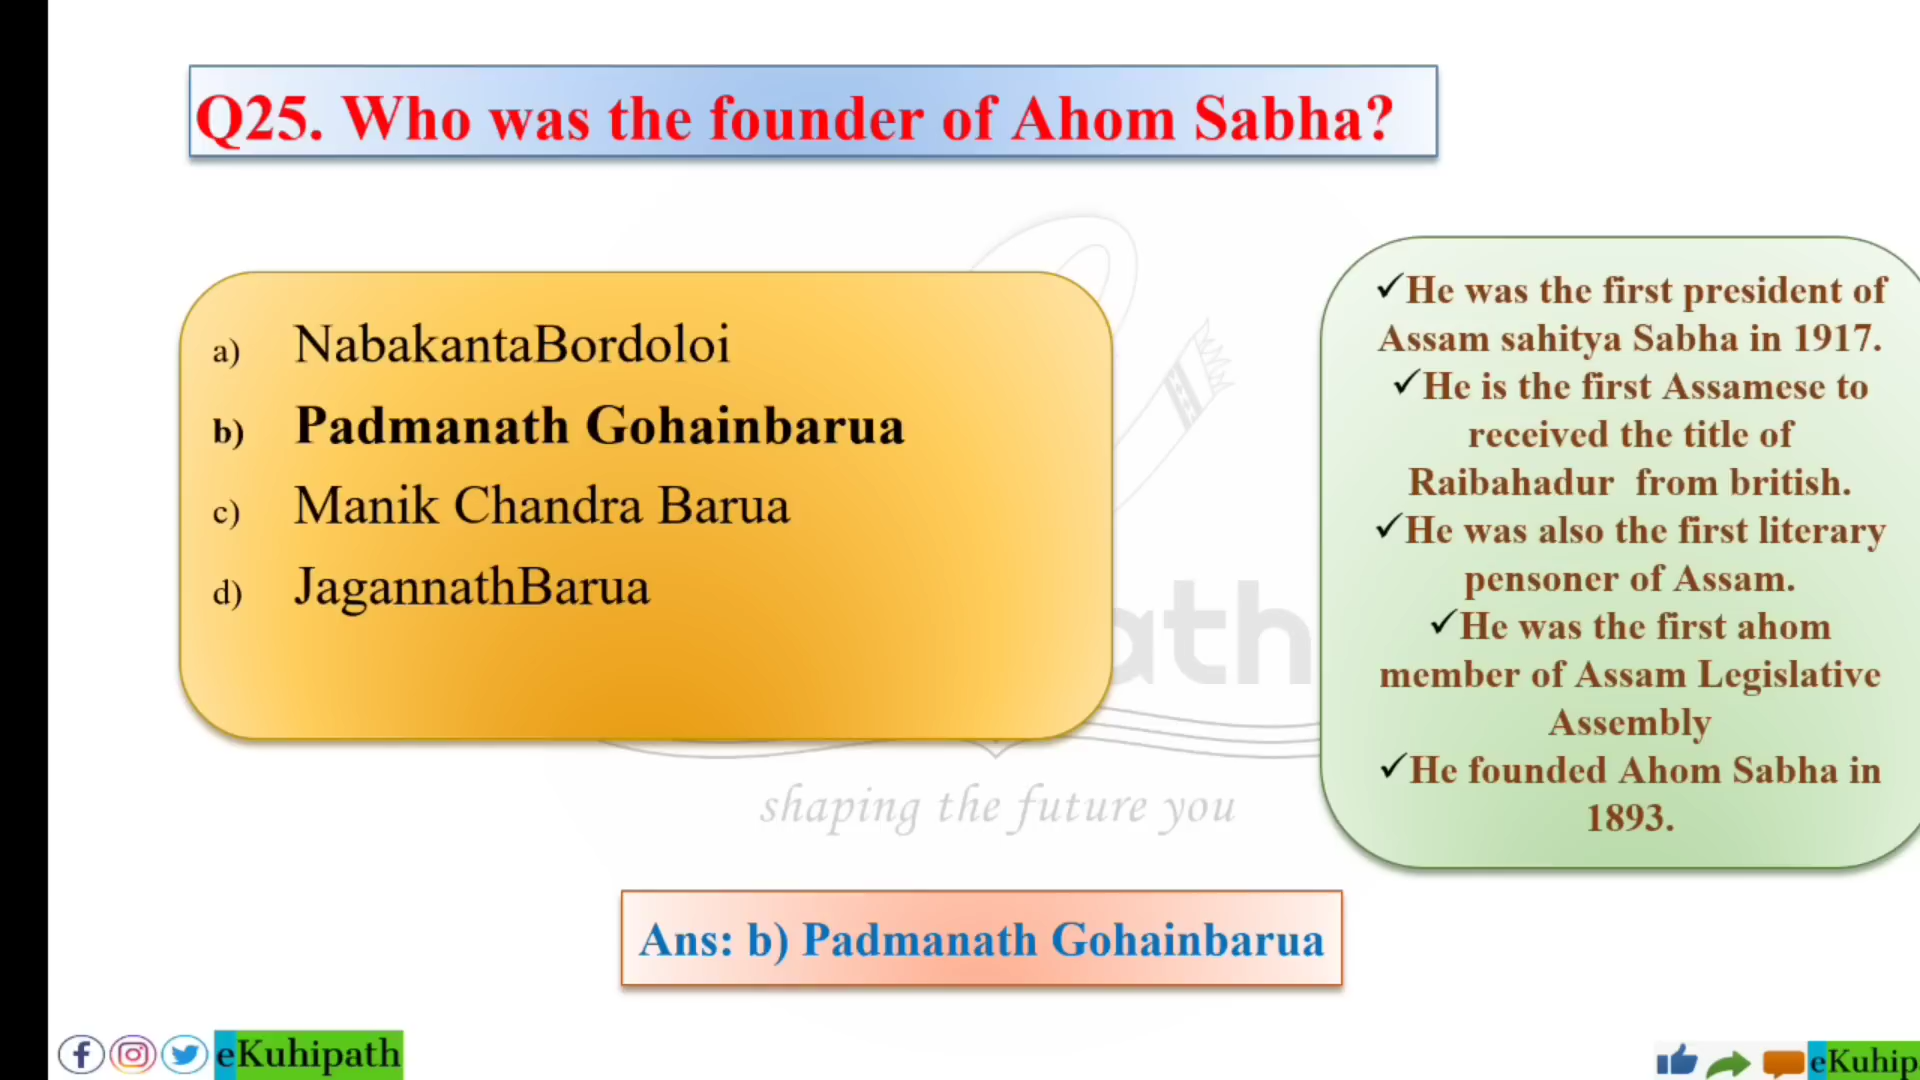 Q25. Who was the founder of Ahom Sabha?
a) NabakantaBordoloi
b) Padmanath Gohainbarua
c) Manik Chandra Barua
d) JagannathBarua
✓He was the first president of
Assam sahitya Sabha in 1917.
✓He is the first Assamese to
received the title of
Raibahadur from british.
✓He was also the first literary
pensoner of Assam.
✓He was the first ahom
member of Assam Legislative
Assembly
✓He founded Ahom Sabha in
1893.
ath
shaping the future you
Ans: b) Padmanath Gohainbarua
eKuhipath
eKuhip